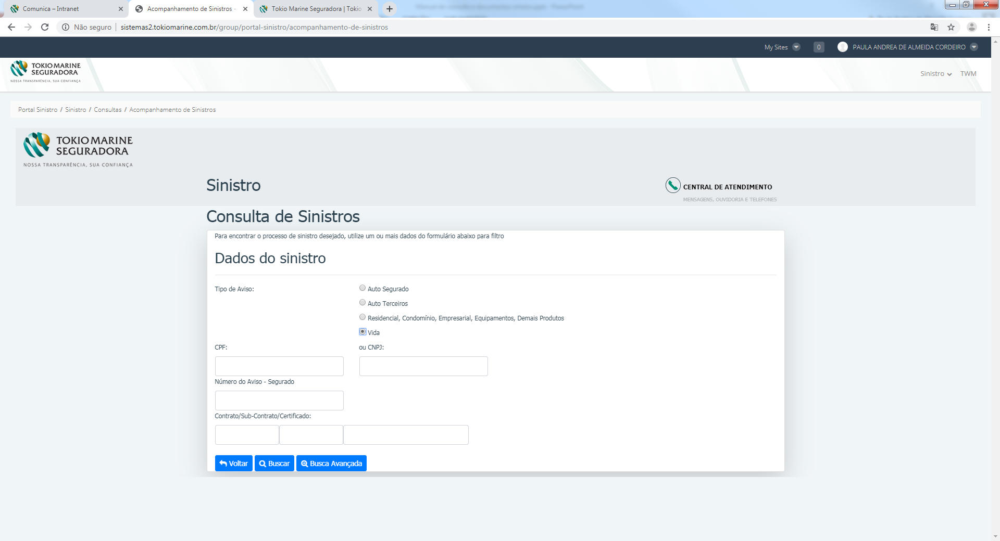 Comunica – Intranet
Acompanhamento de Sinistros -
Tokio Marine Seguradora | Tokio
Não seguro
sistemas2.tokiomarine.com.br/group/portal-sinistro/acompanhamento-de-sinistros
My Sites
0
PAULA ANDREA DE ALMEIDA CORDEIRO
TOKIO MARINE
SEGURADORA
NOSSA TRANSPARÊNCIA, SUA CONFIANÇA
Sinistro
TWM
Portal Sinistro / Sinistro / Consultas / Acompanhamento de Sinistros
TOKIO MARINE
SEGURADORA
NOSSA TRANSPARÊNCIA, SUA CONFIANÇA
Sinistro
CENTRAL DE ATENDIMENTO
MENSAGENS, OUVIDORIA E TELEFONES
Consulta de Sinistros
Para encontrar o processo de sinistro desejado, utilize um ou mais dados do formulário abaixo para filtro
Dados do sinistro
Tipo de Aviso:
Auto Segurado
Auto Terceiros
Residencial, Condomínio, Empresarial, Equipamentos, Demais Produtos
Vida
CPF:
ou CNPJ:
Número do Aviso - Segurado
Contrato/Sub-Contrato/Certificado:
Voltar
Buscar
Busca Avançada